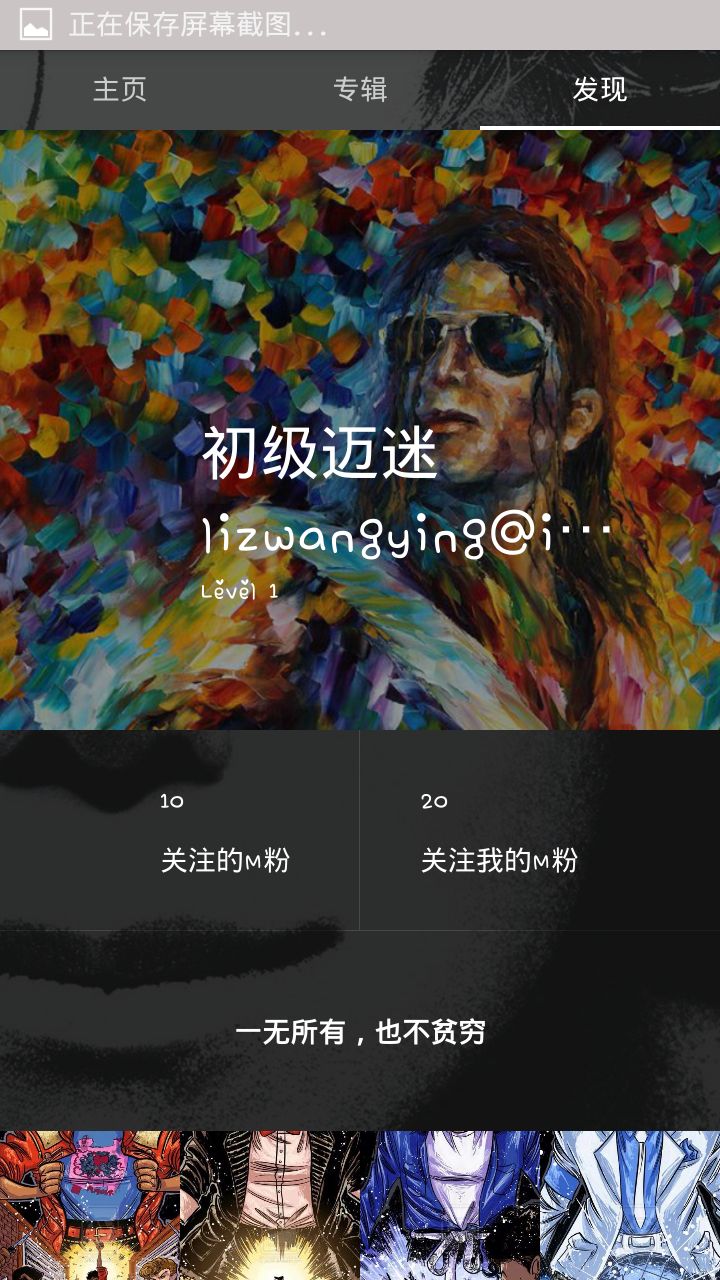 正在保存屏幕截图...
主页 专辑 发现
初级迈迷
lizwangying@i...
Level 1
10 20
关注的M粉 关注我的M粉
一无所有，也不贫穷